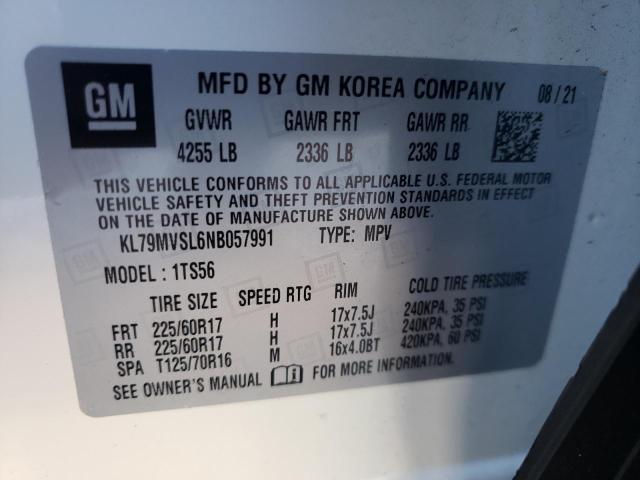 GM
MFD BY GM KOREA COMPANY 08 / 21
GVWR GAWR FRT GAWR RR
4255 LB 2336 LB 2336 LB
THIS VEHICLE CONFORMS TO ALL APPLICABLE U.S. FEDERAL MOTOR
VEHICLE SAFETY AND THEFT PREVENTION STANDARDS IN EFFECT
ON THE DATE OF MANUFACTURE SHOWN ABOVE.
KL79MVSL6NB057991 TYPE: MPV
MODEL : 1TS56
TIRE SIZE SPEED RTG RIM COLD TIRE PRESSURE
FRT 225/60R17 H 17x7.5J 240KPA, 35 PSI
RR 225/60R17 H 17x7.5J 240KPA, 35 PSI
SPA T125/70R16 M 16x4.0BT 420KPA, 60 PSI
SEE OWNER'S MANUAL FOR MORE INFORMATION.